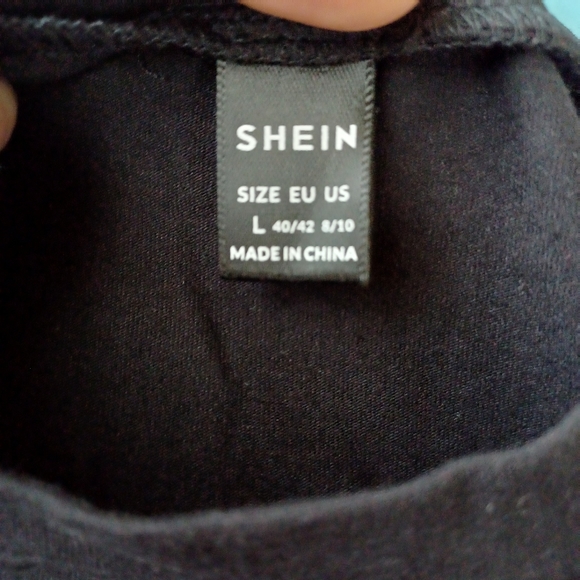 SHEIN
SIZE EU US
L 40/42 8/10
MADE IN CHINA